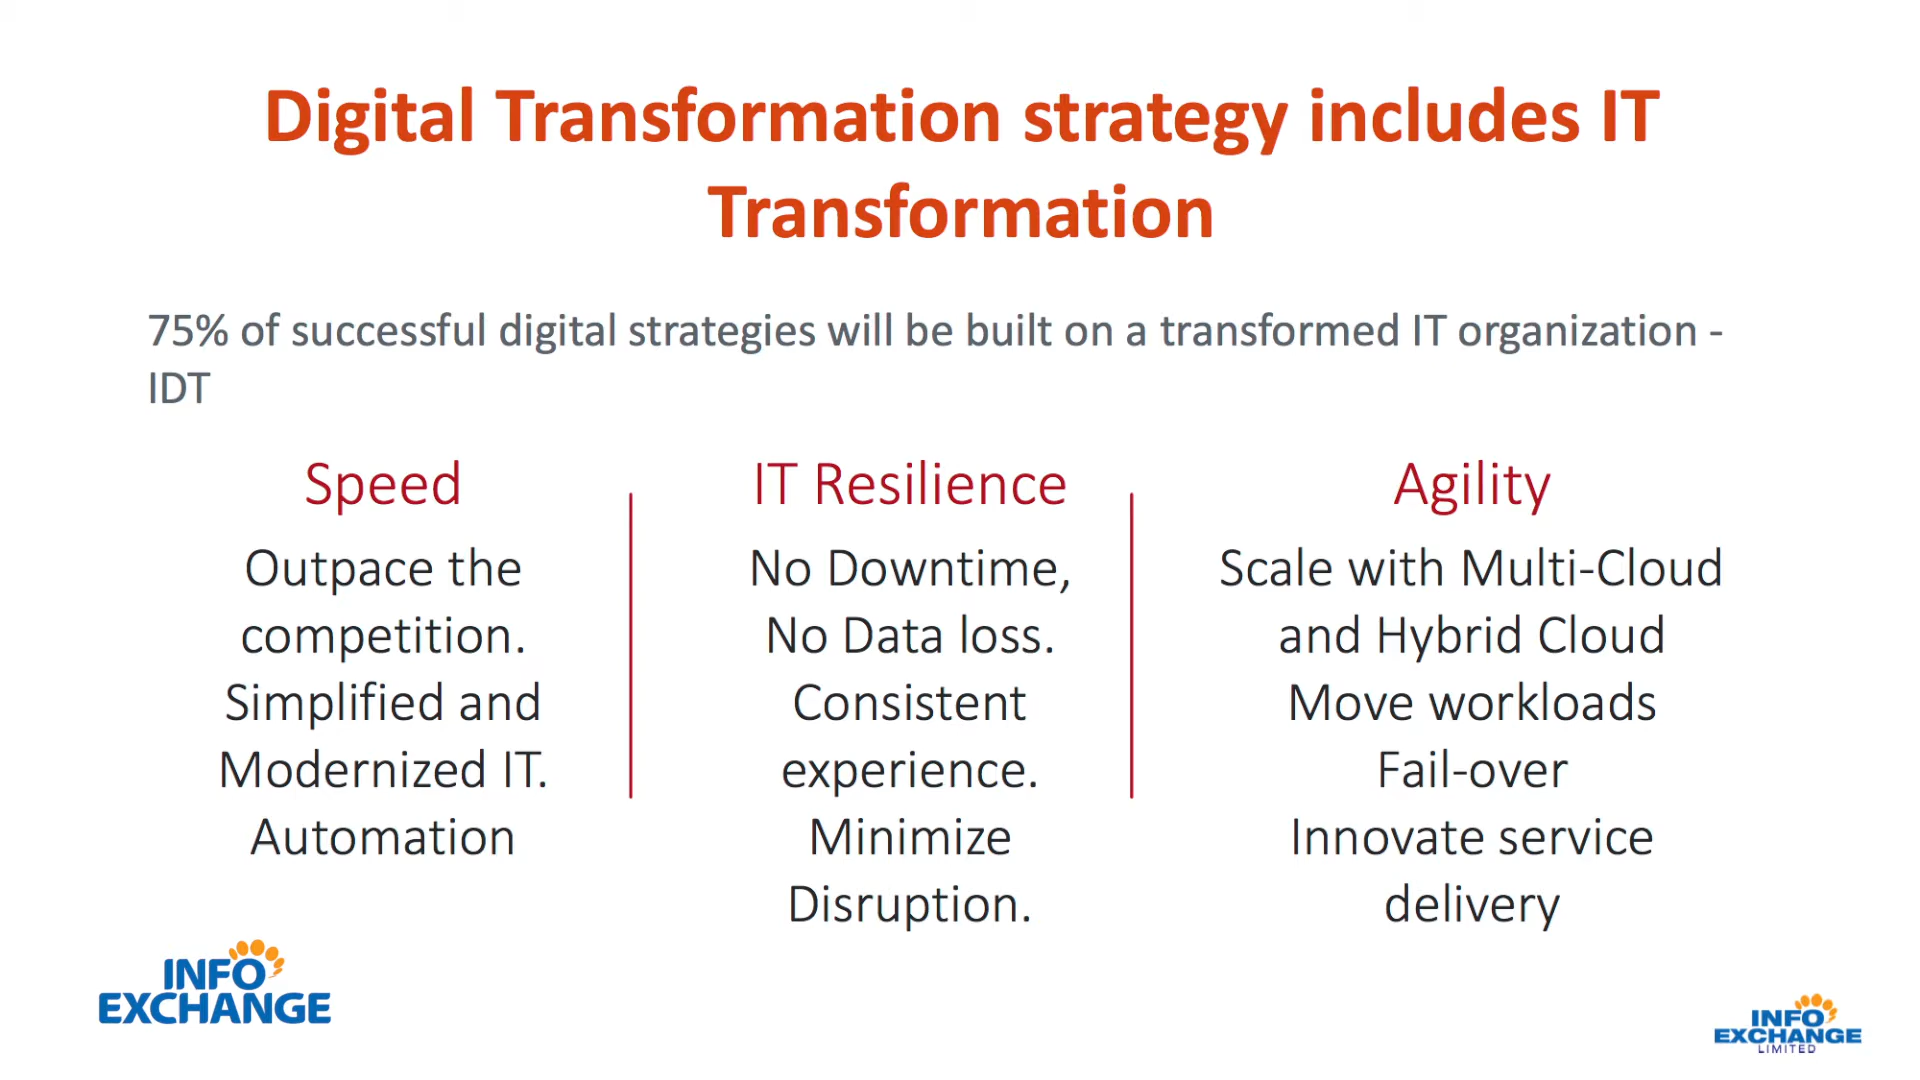 Digital Transformation strategy includes IT
Transformation
75% of successful digital strategies will be built on a transformed IT organization -
IDT
Speed
Outpace the
competition.
Simplified and
Modernized IT.
Automation
IT Resilience
No Downtime,
No Data loss.
Consistent
experience.
Minimize
Disruption.
Agility
Scale with Multi-Cloud
and Hybrid Cloud
Move workloads
Fail-over
Innovate service
delivery
INFO
EXCHANGE
INFO
EXCHANGE
LIMITED